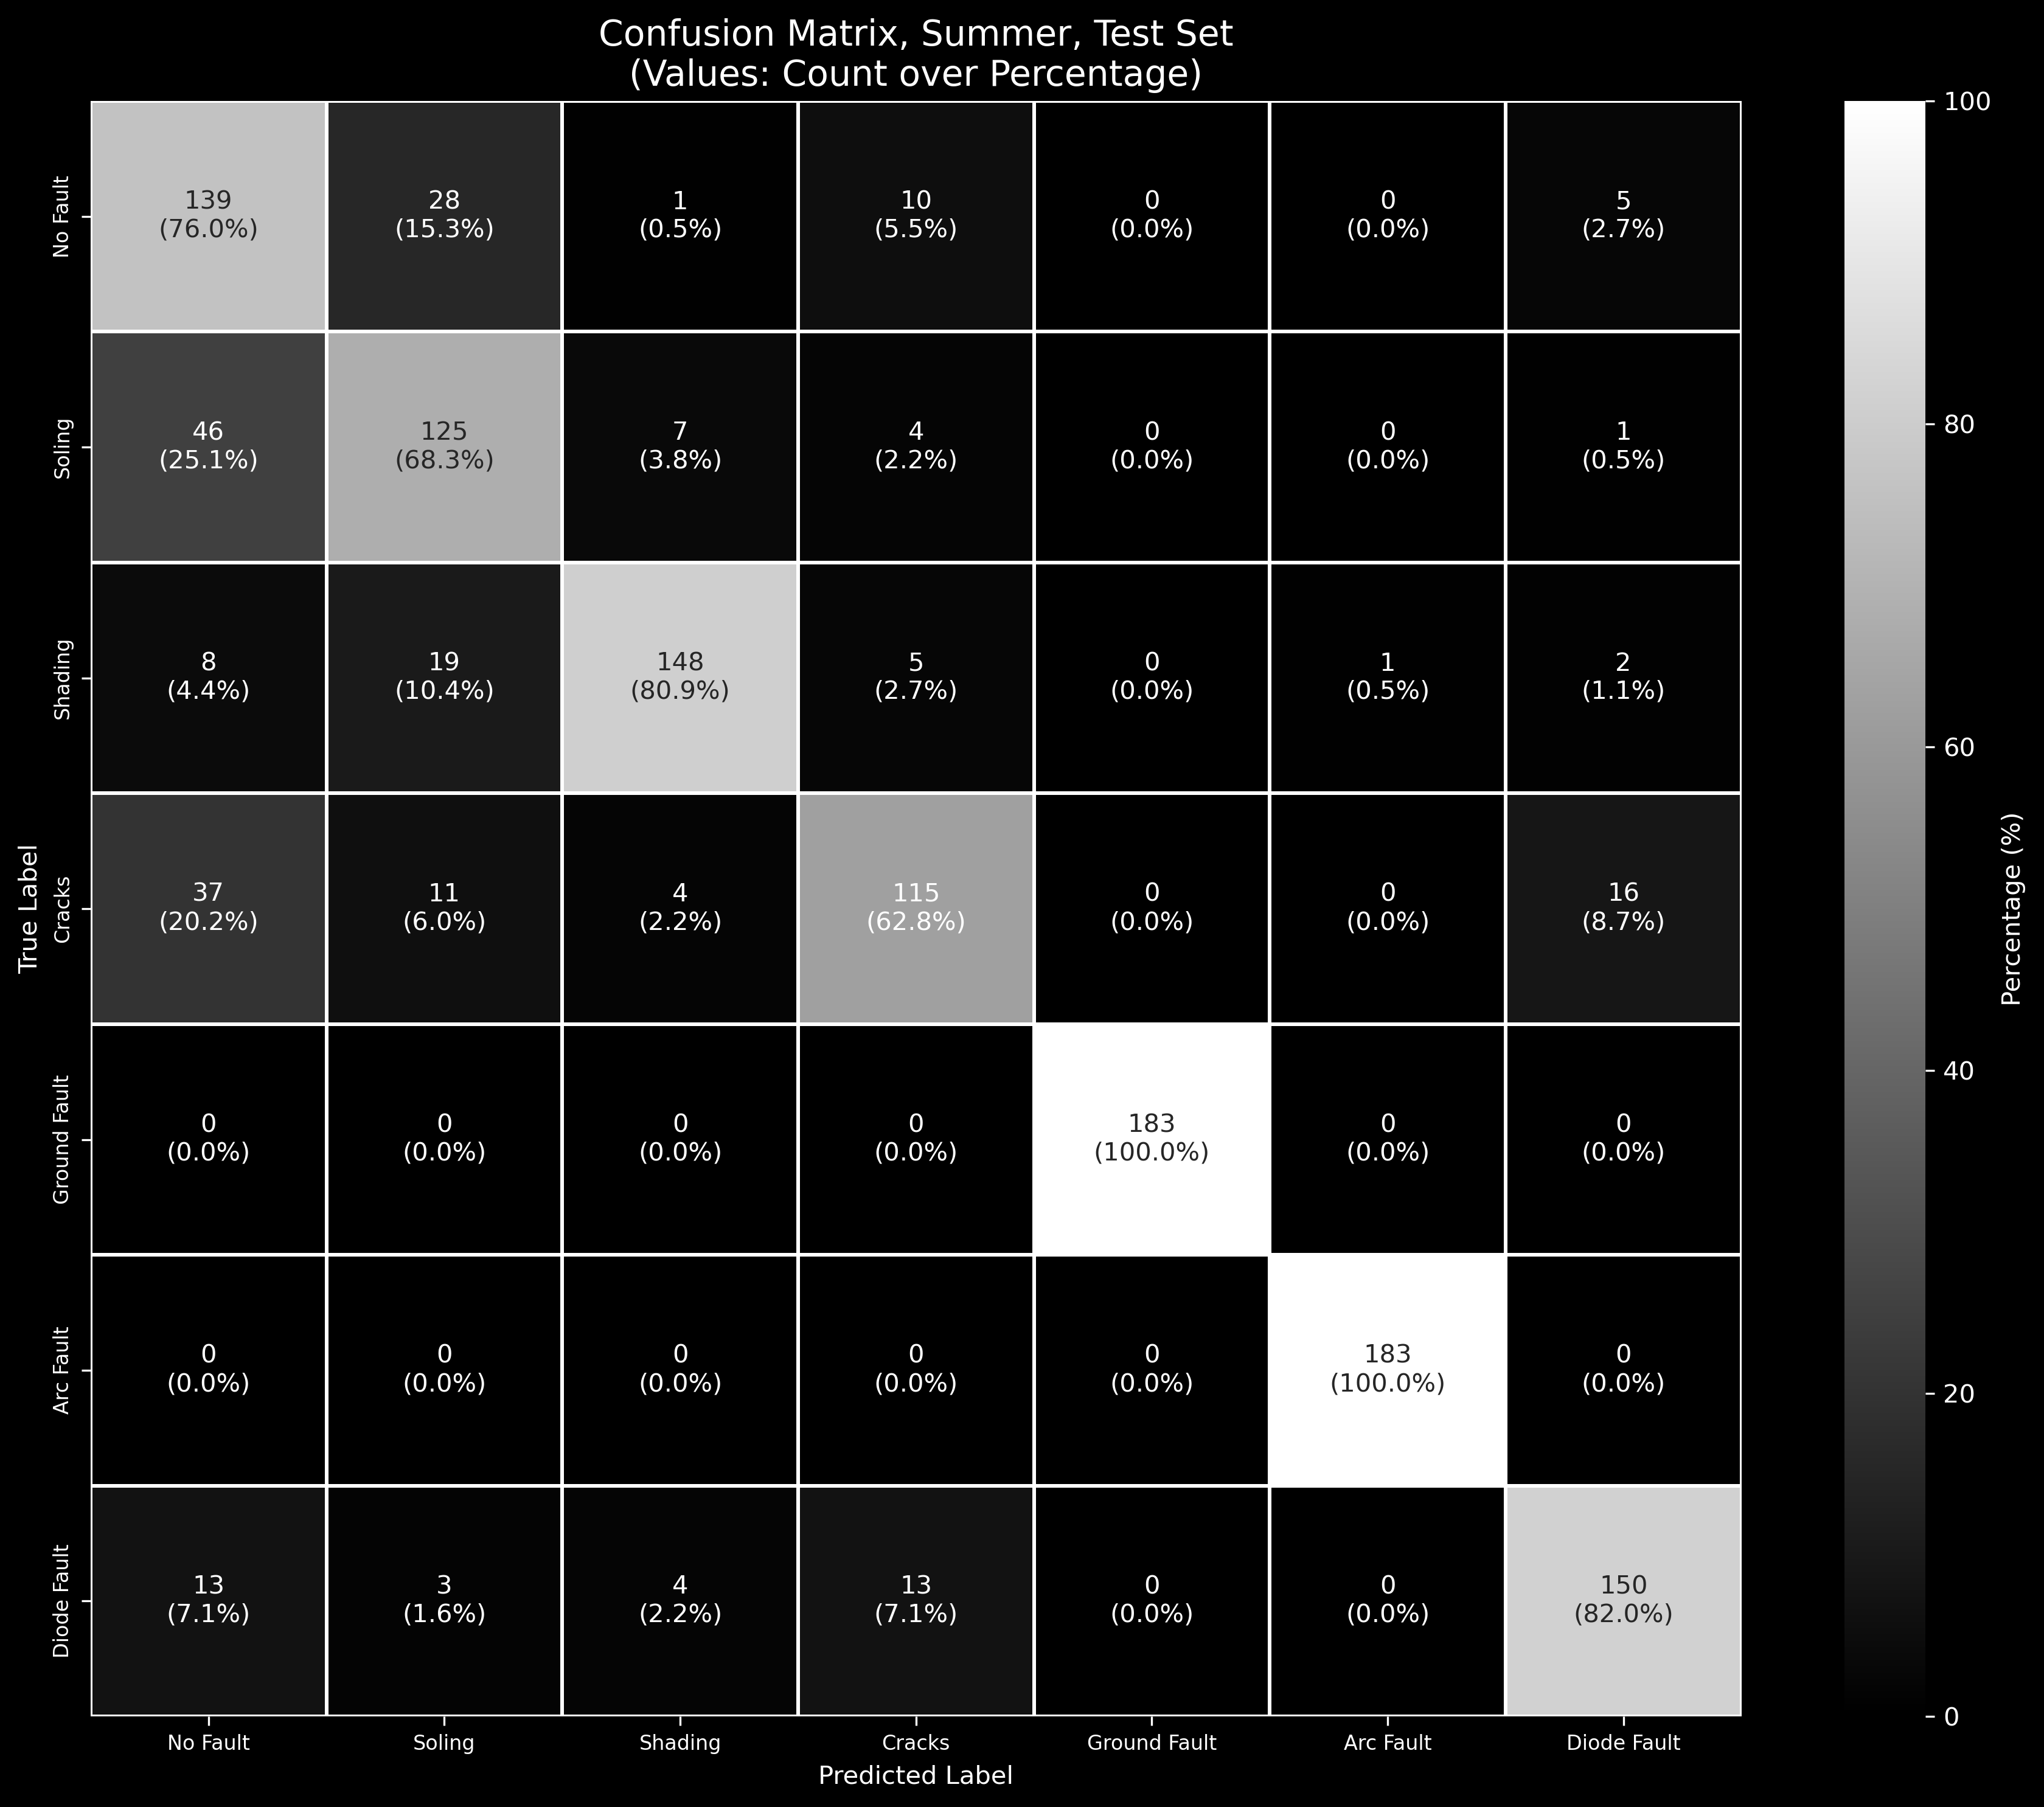 Confusion Matrix, Summer, Test Set
(Values: Count over Percentage)
True Label
No Fault
139 28 1 10 0 0 5
(76.0%) (15.3%) (0.5%) (5.5%) (0.0%) (0.0%) (2.7%)
Soling
46 125 7 4 0 0 1
(25.1%) (68.3%) (3.8%) (2.2%) (0.0%) (0.0%) (0.5%)
Shading
8 19 148 5 0 1 2
(4.4%) (10.4%) (80.9%) (2.7%) (0.0%) (0.5%) (1.1%)
Cracks
37 11 4 115 0 0 16
(20.2%) (6.0%) (2.2%) (62.8%) (0.0%) (0.0%) (8.7%)
Ground Fault
0 0 0 0 183 0 0
(0.0%) (0.0%) (0.0%) (0.0%) (100.0%) (0.0%) (0.0%)
Arc Fault
0 0 0 0 0 183 0
(0.0%) (0.0%) (0.0%) (0.0%) (0.0%) (100.0%) (0.0%)
Diode Fault
13 3 4 13 0 0 150
(7.1%) (1.6%) (2.2%) (7.1%) (0.0%) (0.0%) (82.0%)
No Fault Soling Shading Cracks Ground Fault Arc Fault Diode Fault
Predicted Label
100
80
60
40
20
0
Percentage (%)